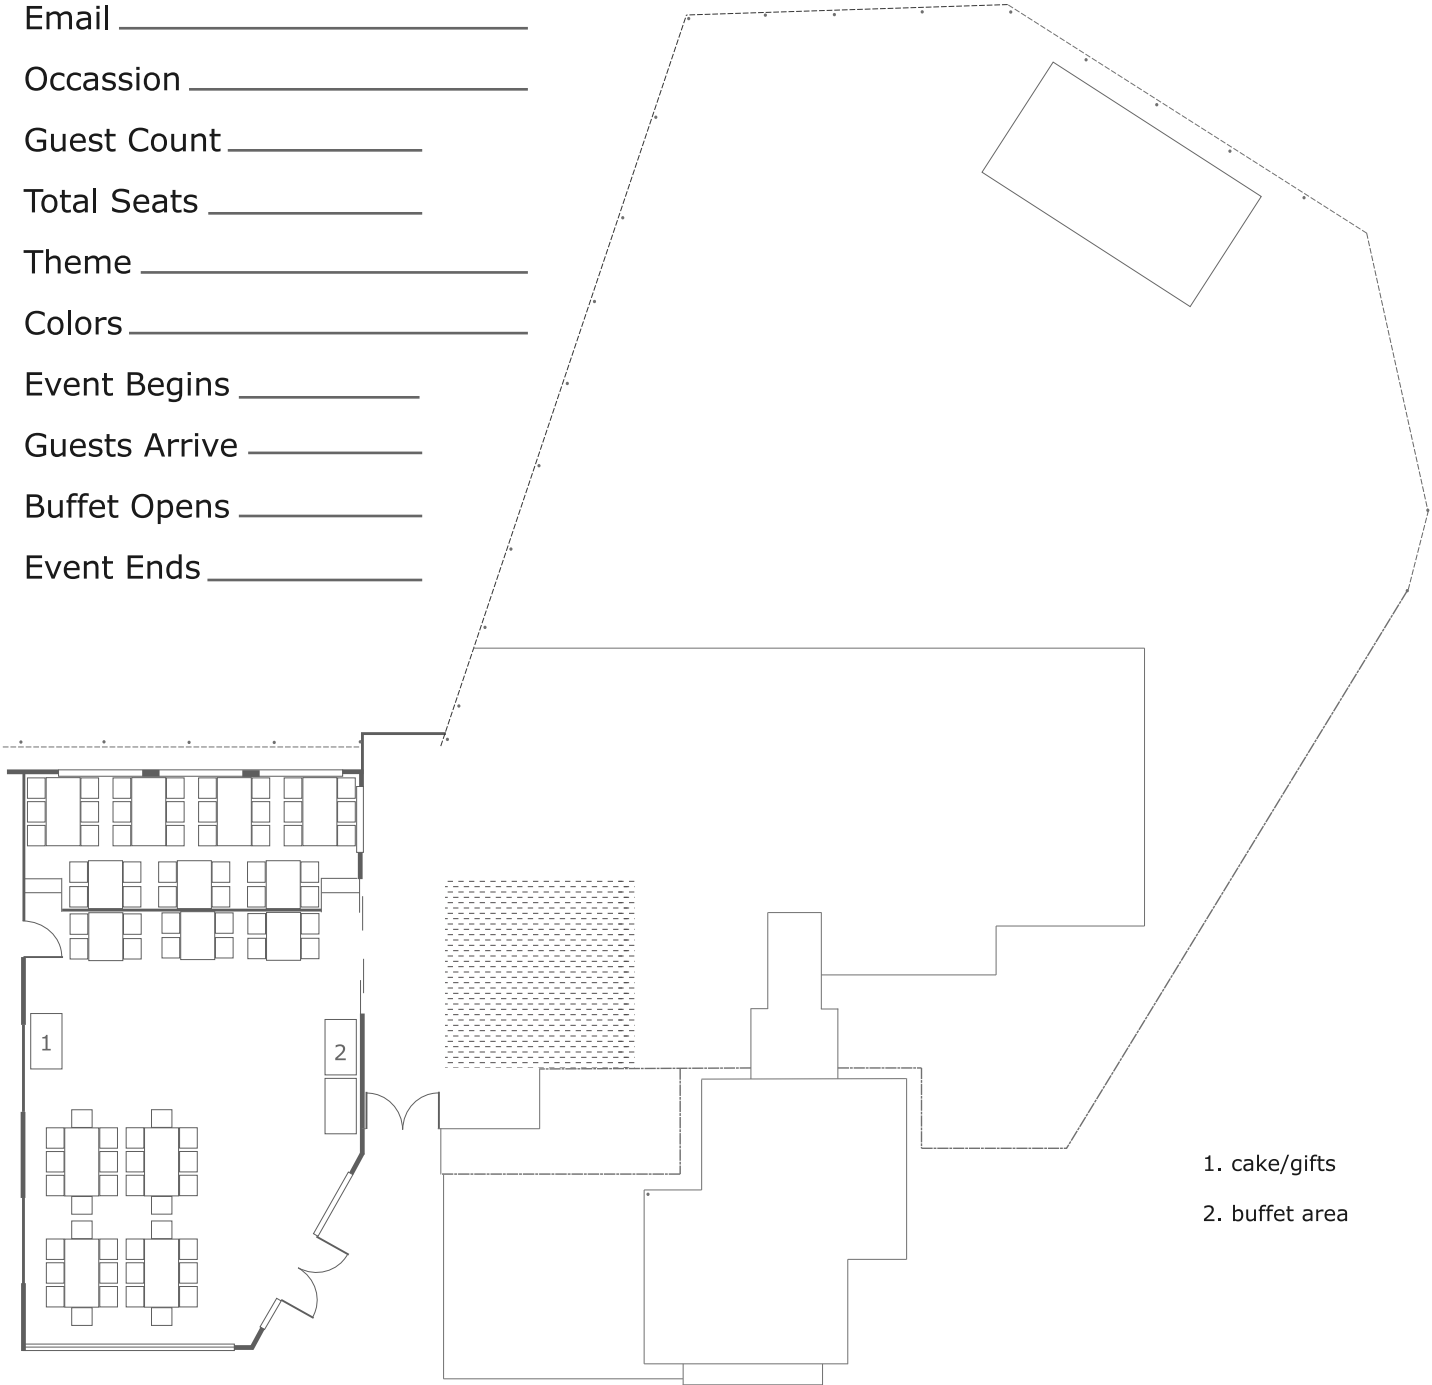 Email
Occassion
Guest Count
Total Seats
Theme
Colors
Event Begins
Guests Arrive
Buffet Opens
Event Ends
1
2
1. cake/gifts
2. buffet area